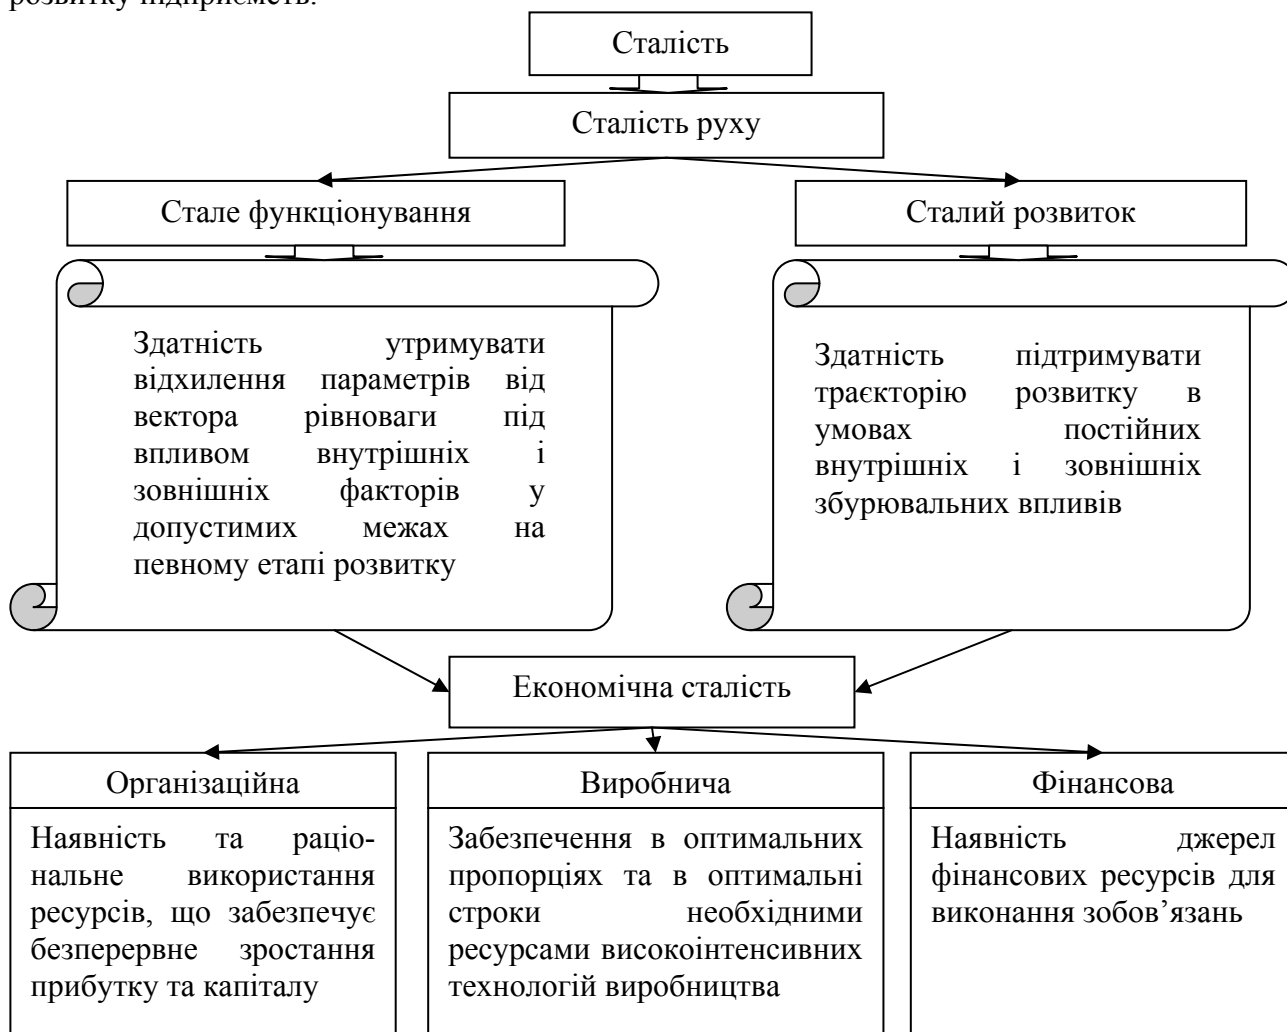 розвитку підприємств.
Сталість
Сталість руху
Стале функціонування
Сталий розвиток
Здатність утримувати
відхилення параметрів від
вектора рівноваги під
впливом внутрішніх і
зовнішніх факторів у
допустимих межах на
певному етапі розвитку
Здатність підтримувати
траєкторію розвитку в
умовах постійних
внутрішніх і зовнішніх
збурювальних впливів
Економічна сталість
Організаційна
Наявність та раціо-
нальне використання
ресурсів, що забезпечує
безперервне зростання
прибутку та капіталу
Виробнича
Забезпечення в оптимальних
пропорціях та в оптимальні
строки необхідними
ресурсами високоінтенсивних
технологій виробництва
Фінансова
Наявність джерел
фінансових ресурсів для
виконання зобов’язань